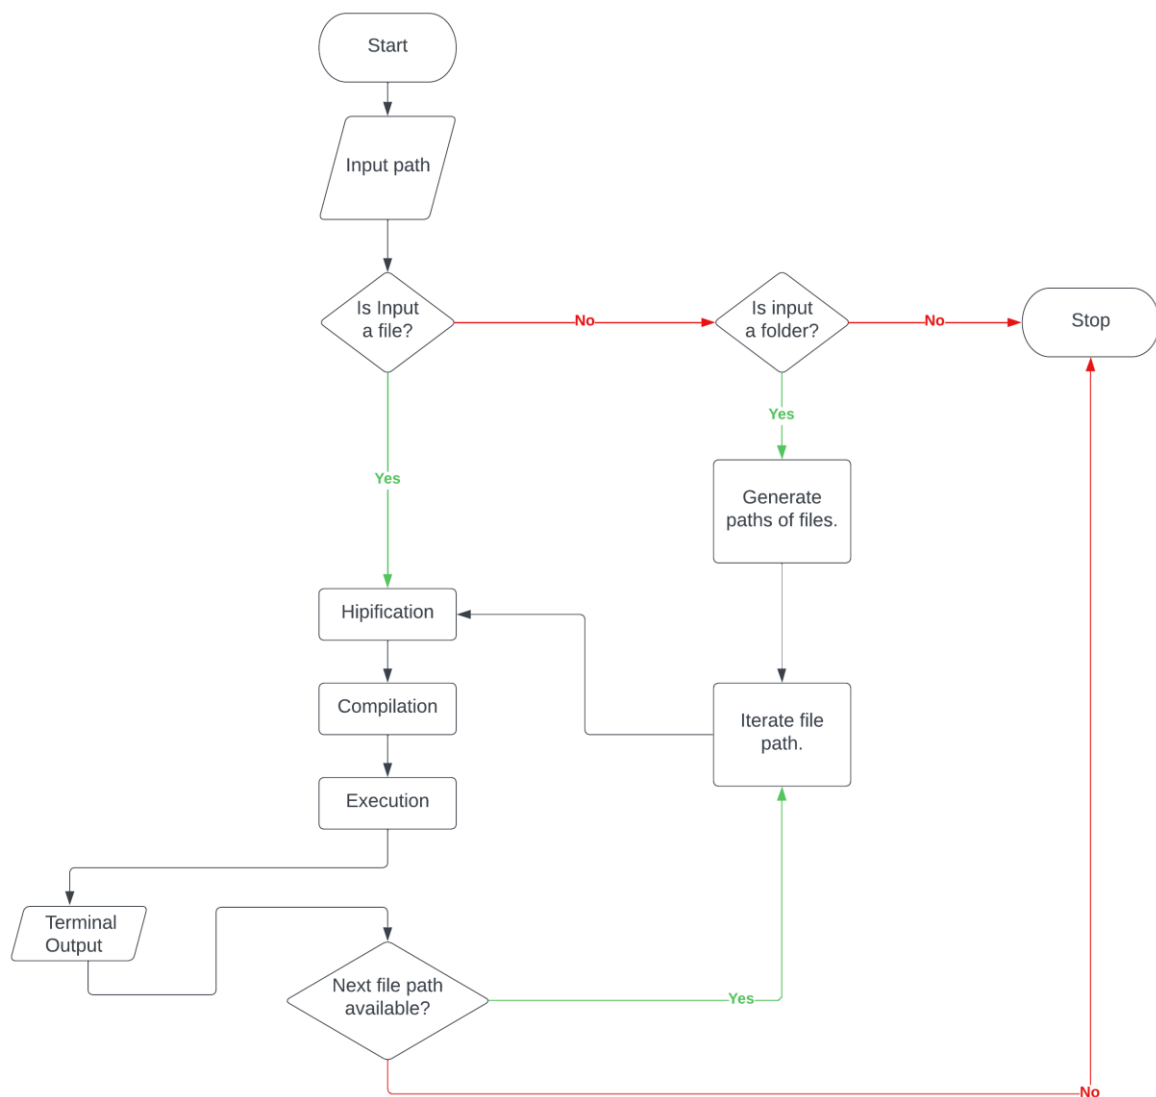 Start
Input path
Is Input
a file?
No
Is input
a folder?
No
Stop
Yes
Yes
Generate
paths of files.
Hipification
Compilation
Iterate file
path.
Execution
Terminal
Output
Next file path
available?
Yes
No